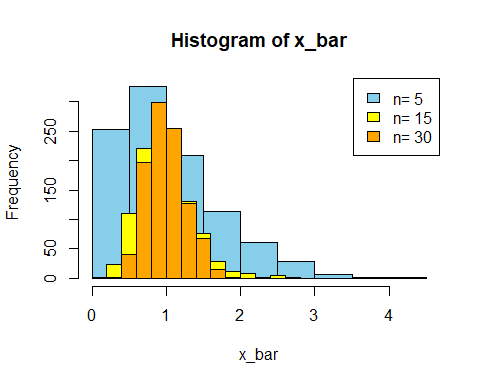 Histogram of x_bar
n= 5
n= 15
n= 30
Frequency
250
150
50
0
0 1 2 3 4
x_bar